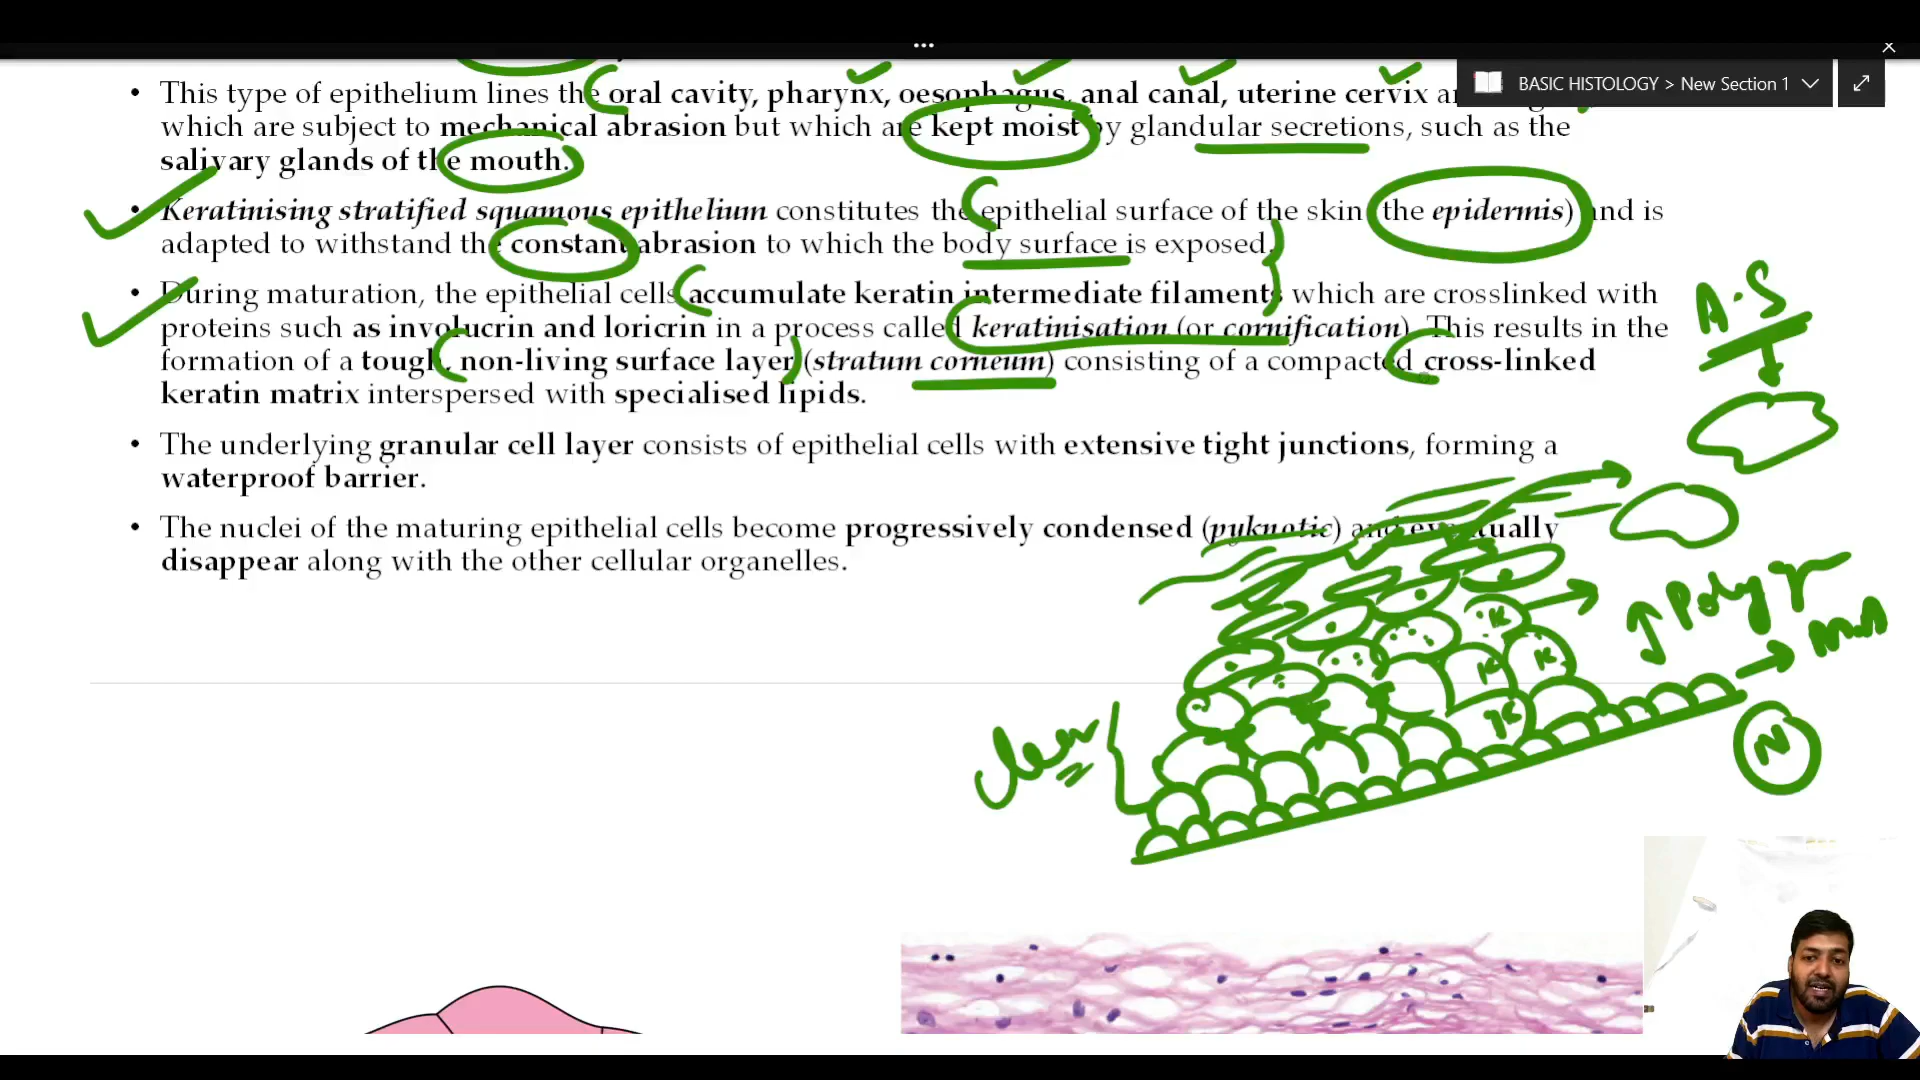 BASIC HISTOLOGY > New Section 1
• This type of epithelium lines the oral cavity, pharynx, oesophagus, anal canal, uterine cervix
which are subject to mechanical abrasion but which are kept moist by glandular secretions, such as the
salivary glands of the mouth.
• Keratinising stratified squamous epithelium constitutes the epithelial surface of the skin (the epidermis) and is
adapted to withstand the constant abrasion to which the body surface is exposed.
• During maturation, the epithelial cells accumulate keratin intermediate filaments which are crosslinked with
proteins such as involucrin and loricrin in a process called keratinisation (or cornification). This results in the
formation of a tough, non-living surface layer (stratum corneum) consisting of a compacted cross-linked
keratin matrix interspersed with specialised lipids.
• The underlying granular cell layer consists of epithelial cells with extensive tight junctions, forming a
waterproof barrier.
• The nuclei of the maturing epithelial cells become progressively condensed (pyknotic) and eventually
disappear along with the other cellular organelles.
A.S
K
K
K
K
N